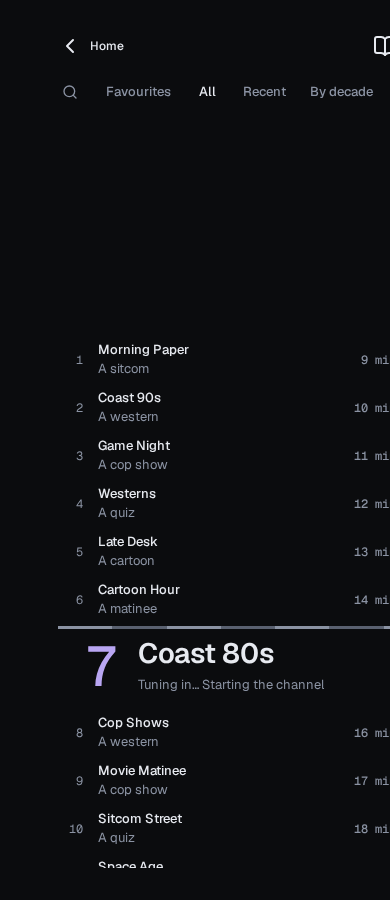 Home
Favourites All Recent By decade
1 Morning Paper 9 mi
A sitcom
2 Coast 90s 10 mi
A western
3 Game Night 11 mi
A cop show
4 Westerns 12 mi
A quiz
5 Late Desk 13 mi
A cartoon
6 Cartoon Hour 14 mi
A matinee
7 Coast 80s
Tuning in… Starting the channel
8 Cop Shows 16 mi
A western
9 Movie Matinee 17 mi
A cop show
10 Sitcom Street 18 mi
A quiz
Space Age